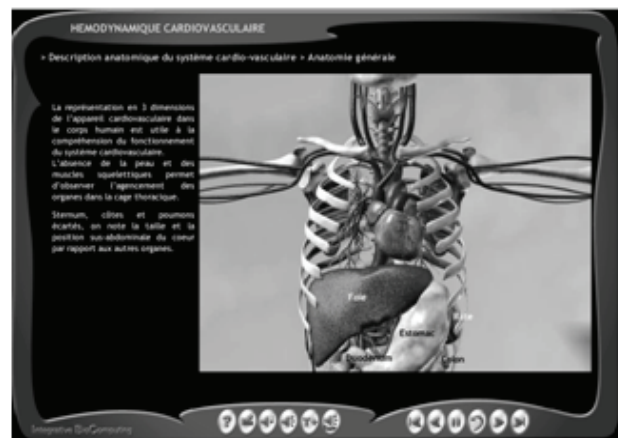 HEMODYNAMIQUE CARDIOVASCULAIRE
> Description anatomique du système cardio-vasculaire > Anatomie générale
La représentation en 3 dimensions
de l'appareil cardiovasculaire dans
le corps humain est utile à la
compréhension du fonctionnement
du système cardiovasculaire.
L'absence de la peau et des
muscles squelettiques permet
d'observer l'agencement des
organes dans la cage thoracique.
Sternum, côtes et poumons
écartés, on note la taille et la
position sus-abdominale du coeur
par rapport aux autres organes.
Foie
Rate
Estomac
Duodenum
Colon
Integrative BioComputing